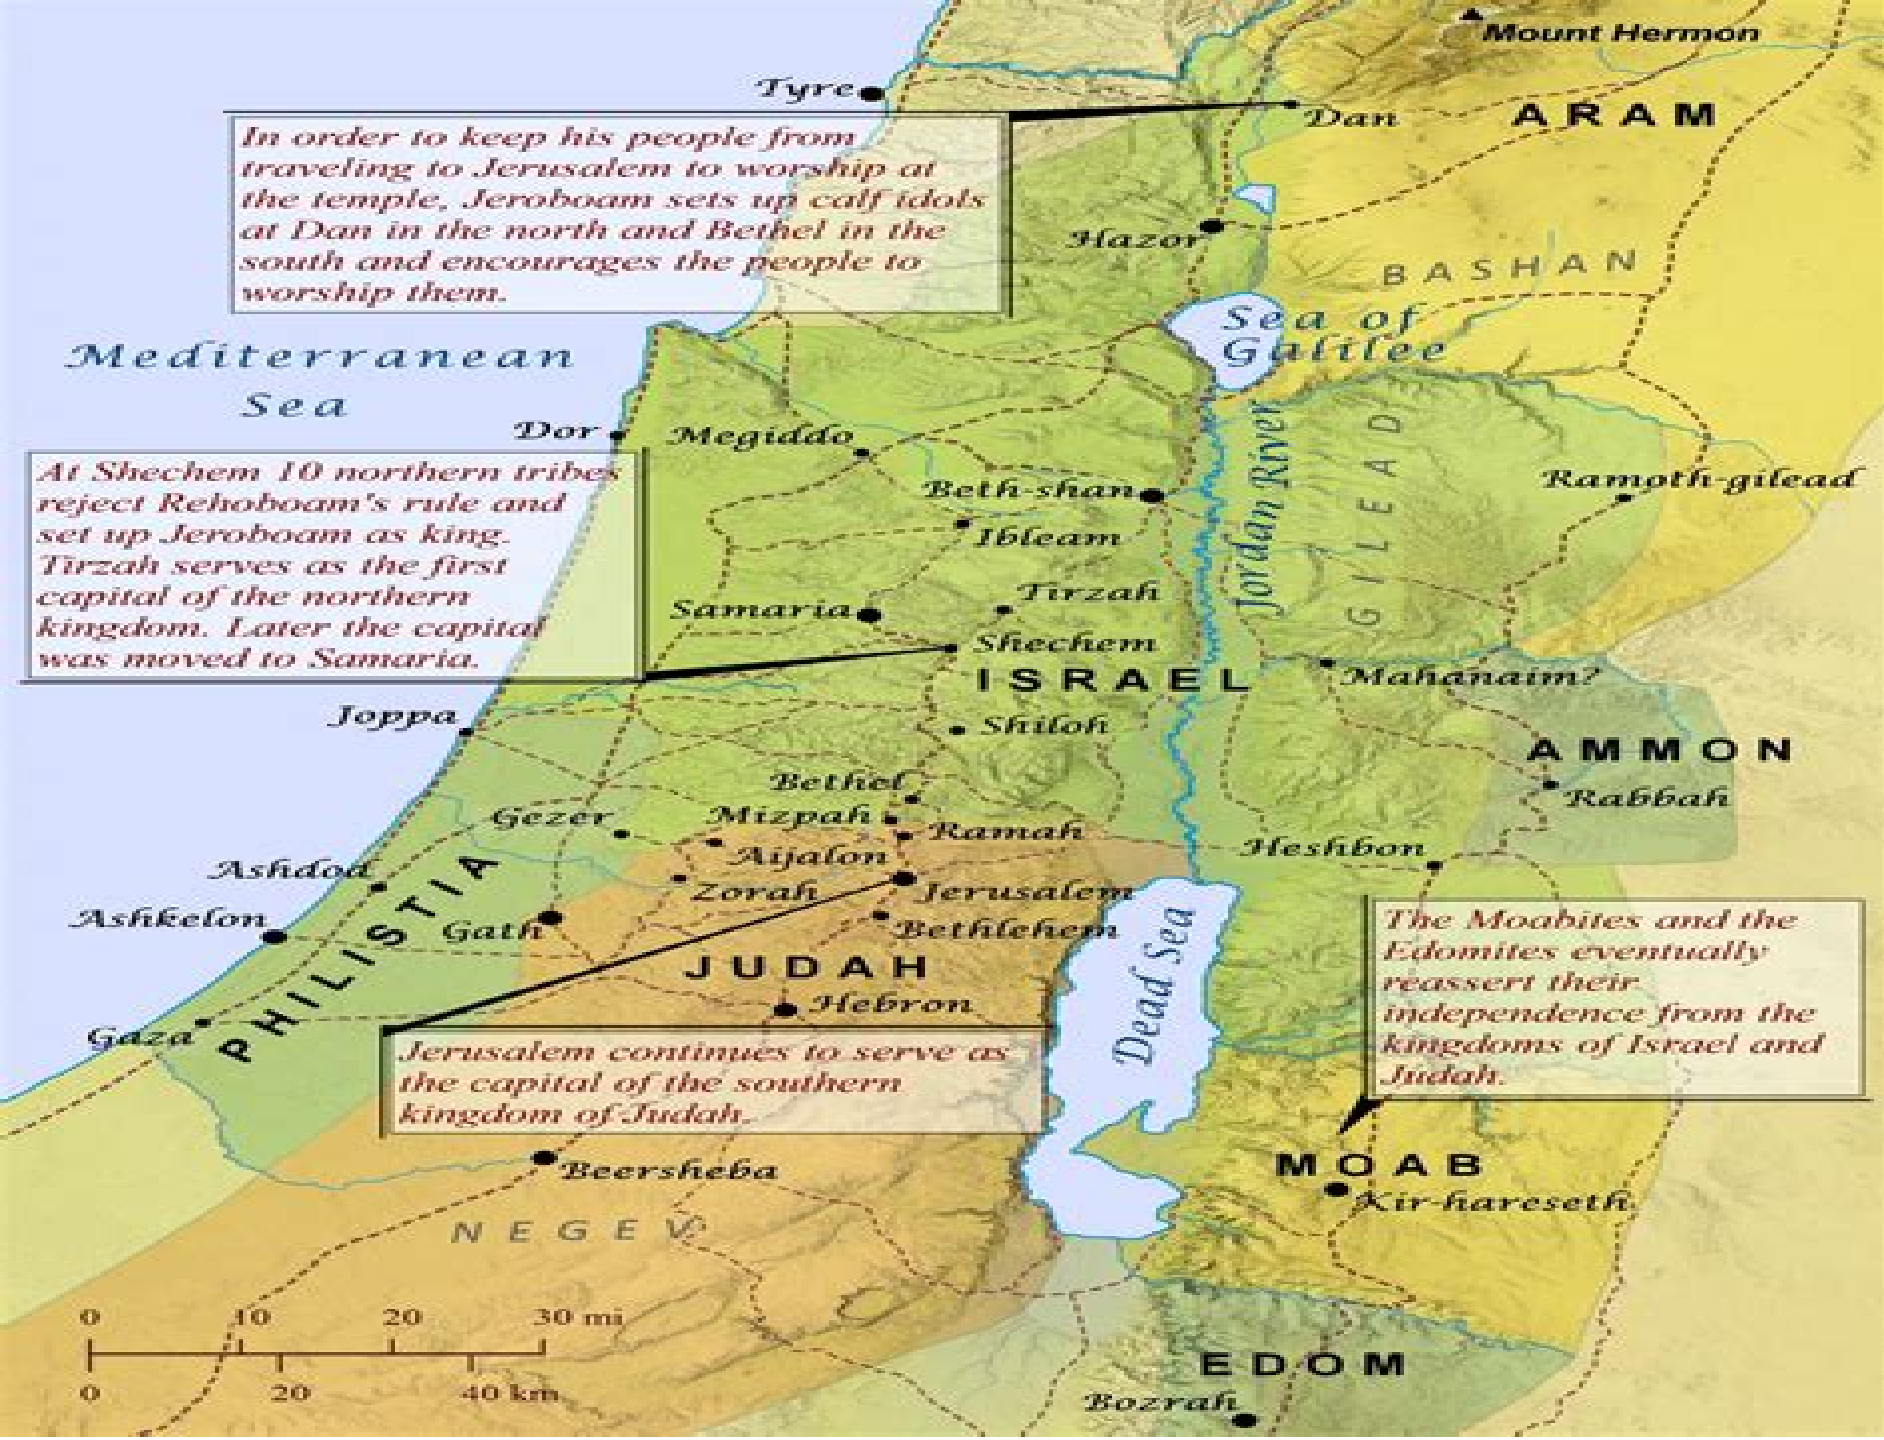 Mount Hermon
Tyre
Dan
ARAM
In order to keep his people from
traveling to Jerusalem to worship at
the temple, Jeroboam sets up calf idols
at Dan in the north and Bethel in the
south and encourages the people to
worship them.
Hazor
BASHAN
Sea of
Galilee
Mediterranean
Sea
Dor
Megiddo
Jordan River
GILEAD
Ramoth-gilead
Beth-shan
Ibleam
At Shechem 10 northern tribes
reject Rehoboam's rule and
set up Jeroboam as king.
Tirzah serves as the first
capital of the northern
kingdom. Later the capital
was moved to Samaria.
Tirzah
Samaria
Shechem
ISRAEL
Mahanaim?
Joppa
Shiloh
AMMON
Rabbah
Bethel
Mizpah
Gezer
Ramah
Aijalon
Heshbon
Ashdod
Zorah
Jerusalem
Ashkelon
Gath
Bethlehem
PHILISTIA
JUDAH
Hebron
Dead Sea
Gaza
The Moabites and the
Edomites eventually
reassert their
independence from the
kingdoms of Israel and
Judah.
Jerusalem continues to serve as
the capital of the southern
kingdom of Judah.
MOAB
Kir-hareseth
Beersheba
NEGEV
0 10 20 30 mi
0 20 40 km
EDOM
Bozrah